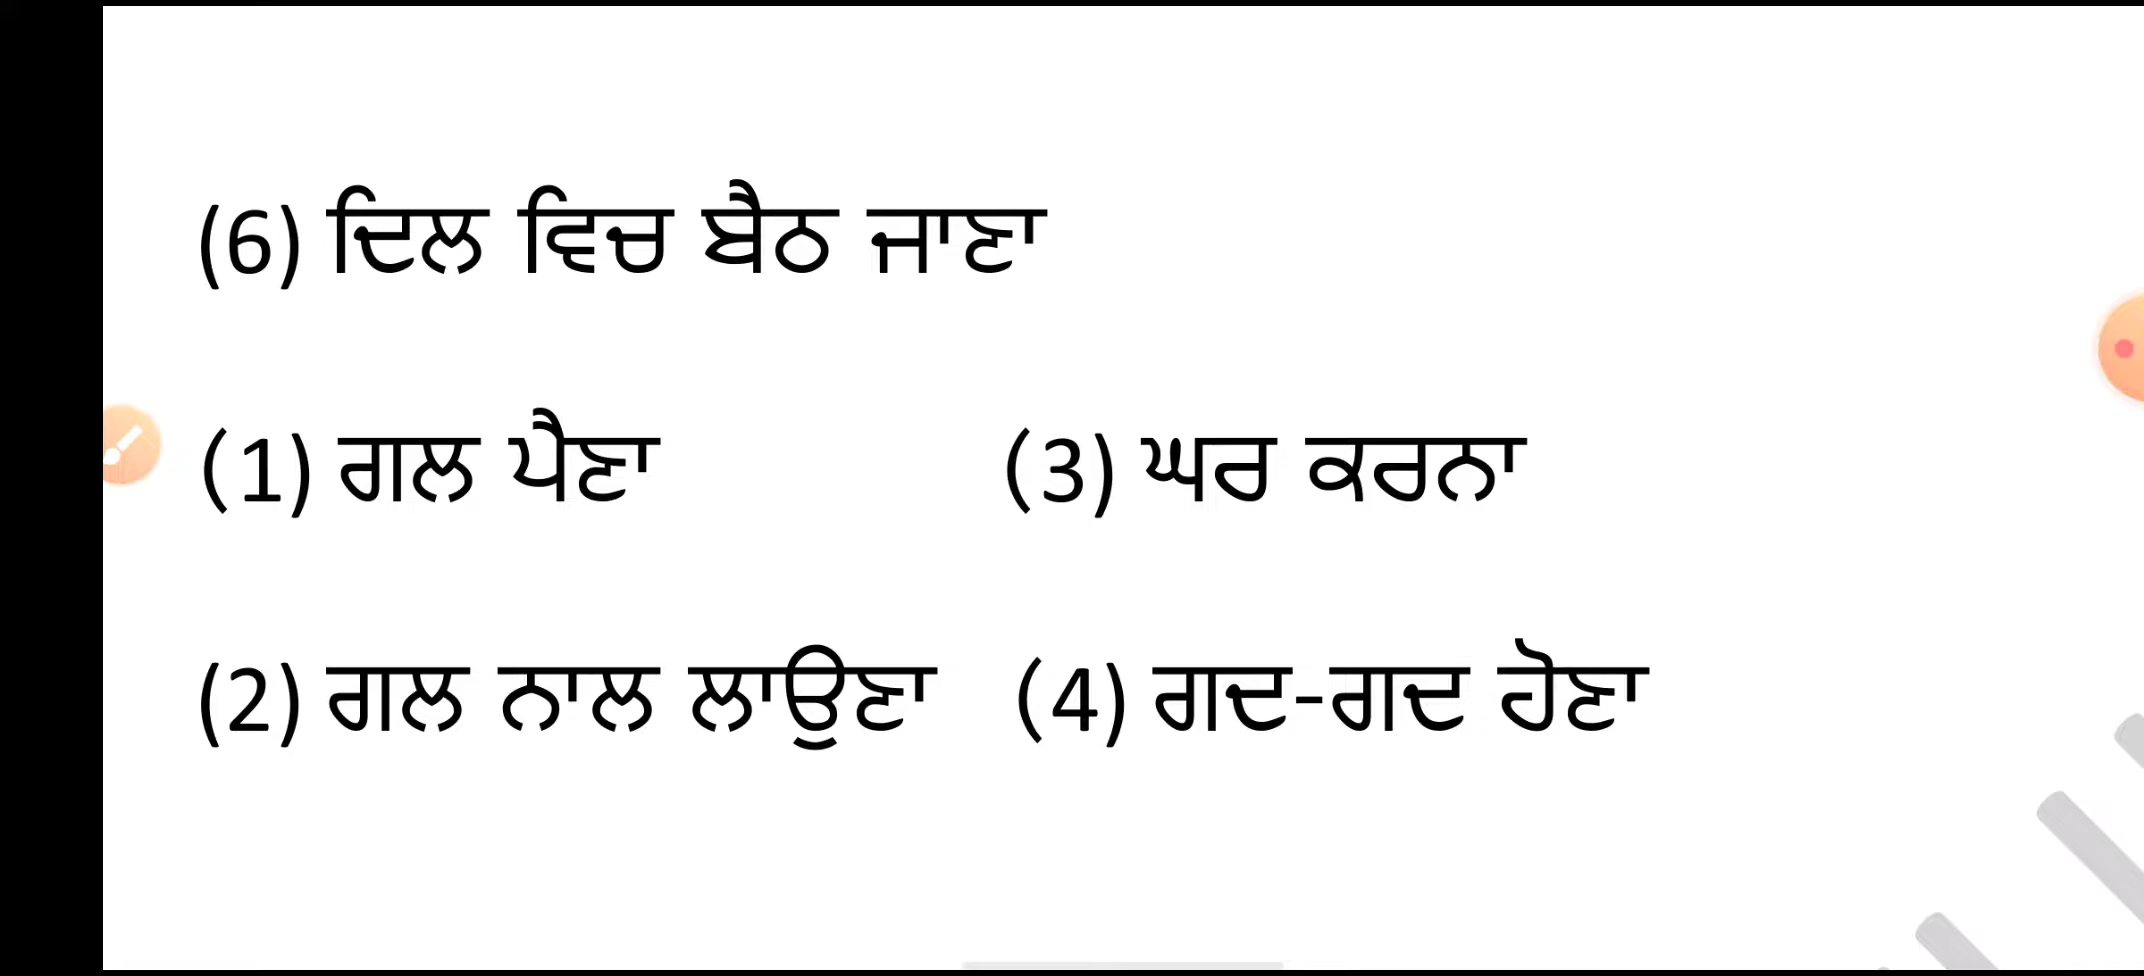 (6) ਦਿਲ ਵਿਚ ਬੈਠ ਜਾਣਾ
(1) ਗਲ ਪੈਣਾ (3) ਘਰ ਕਰਨਾ
(2) ਗਲ ਨਾਲ ਲਾਉਣਾ (4) ਗਦ-ਗਦ ਹੋਣਾ